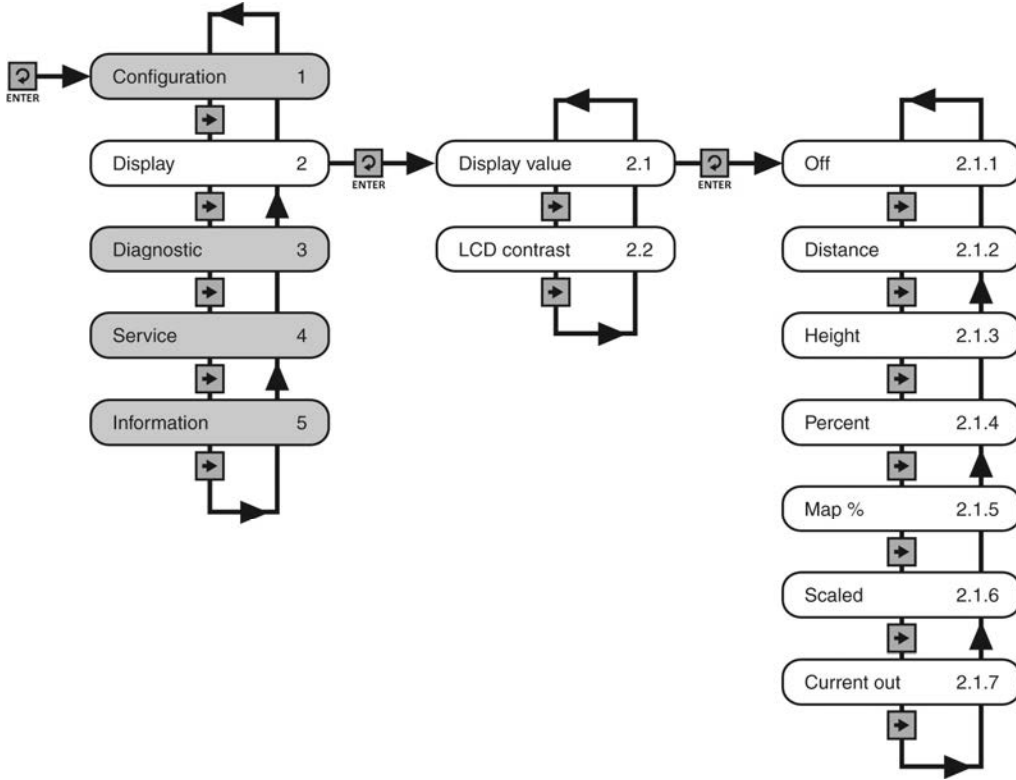 ENTER
Configuration 1
Display 2
Diagnostic 3
Service 4
Information 5
ENTER
Display value 2.1
LCD contrast 2.2
ENTER
Off 2.1.1
Distance 2.1.2
Height 2.1.3
Percent 2.1.4
Map % 2.1.5
Scaled 2.1.6
Current out 2.1.7